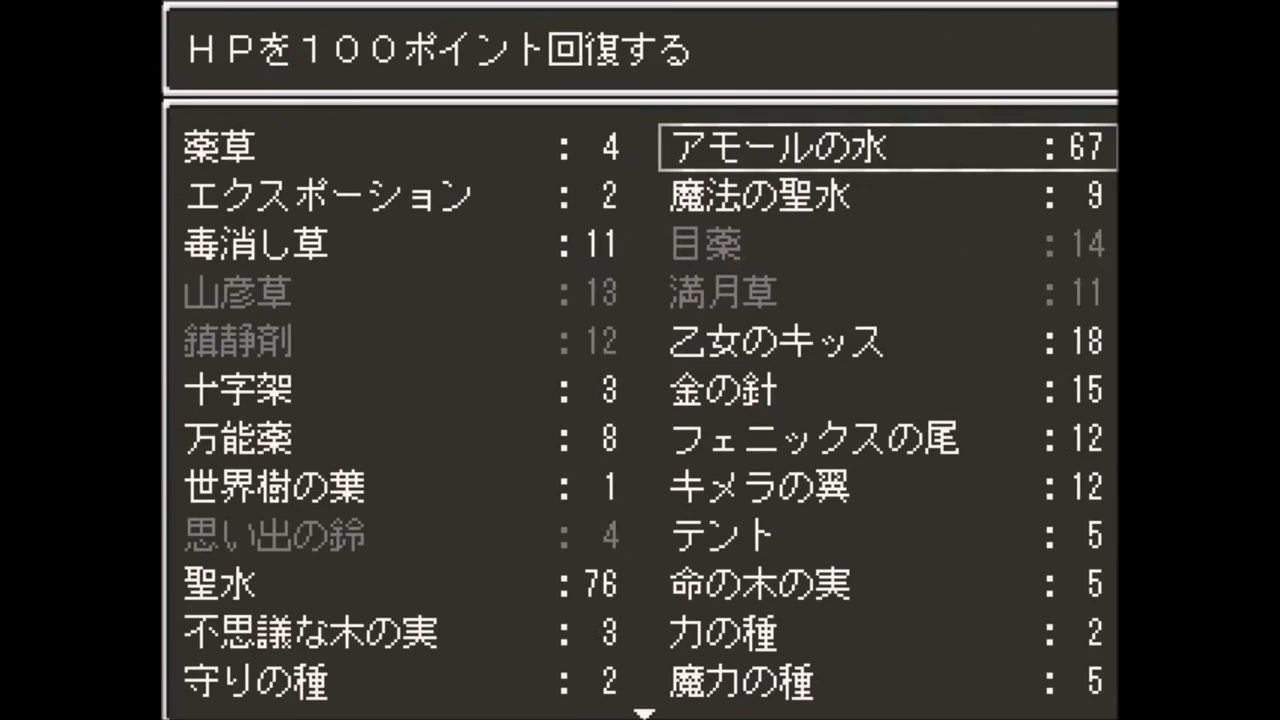 HPを100ポイント回復する
薬草 : 4 アモールの水 : 67
エクスポーション : 2 魔法の聖水 : 9
毒消し草 : 11 目薬 : 14
山彦草 : 13 満月草 : 11
鎮静剤 : 12 乙女のキッス : 18
十字架 : 3 金の針 : 15
万能薬 : 8 フェニックスの尾 : 12
世界樹の葉 : 1 キメラの翼 : 12
思い出の鈴 : 4 テント : 5
聖水 : 76 命の木の実 : 5
不思議な木の実 : 3 力の種 : 2
守りの種 : 2 魔力の種 : 5